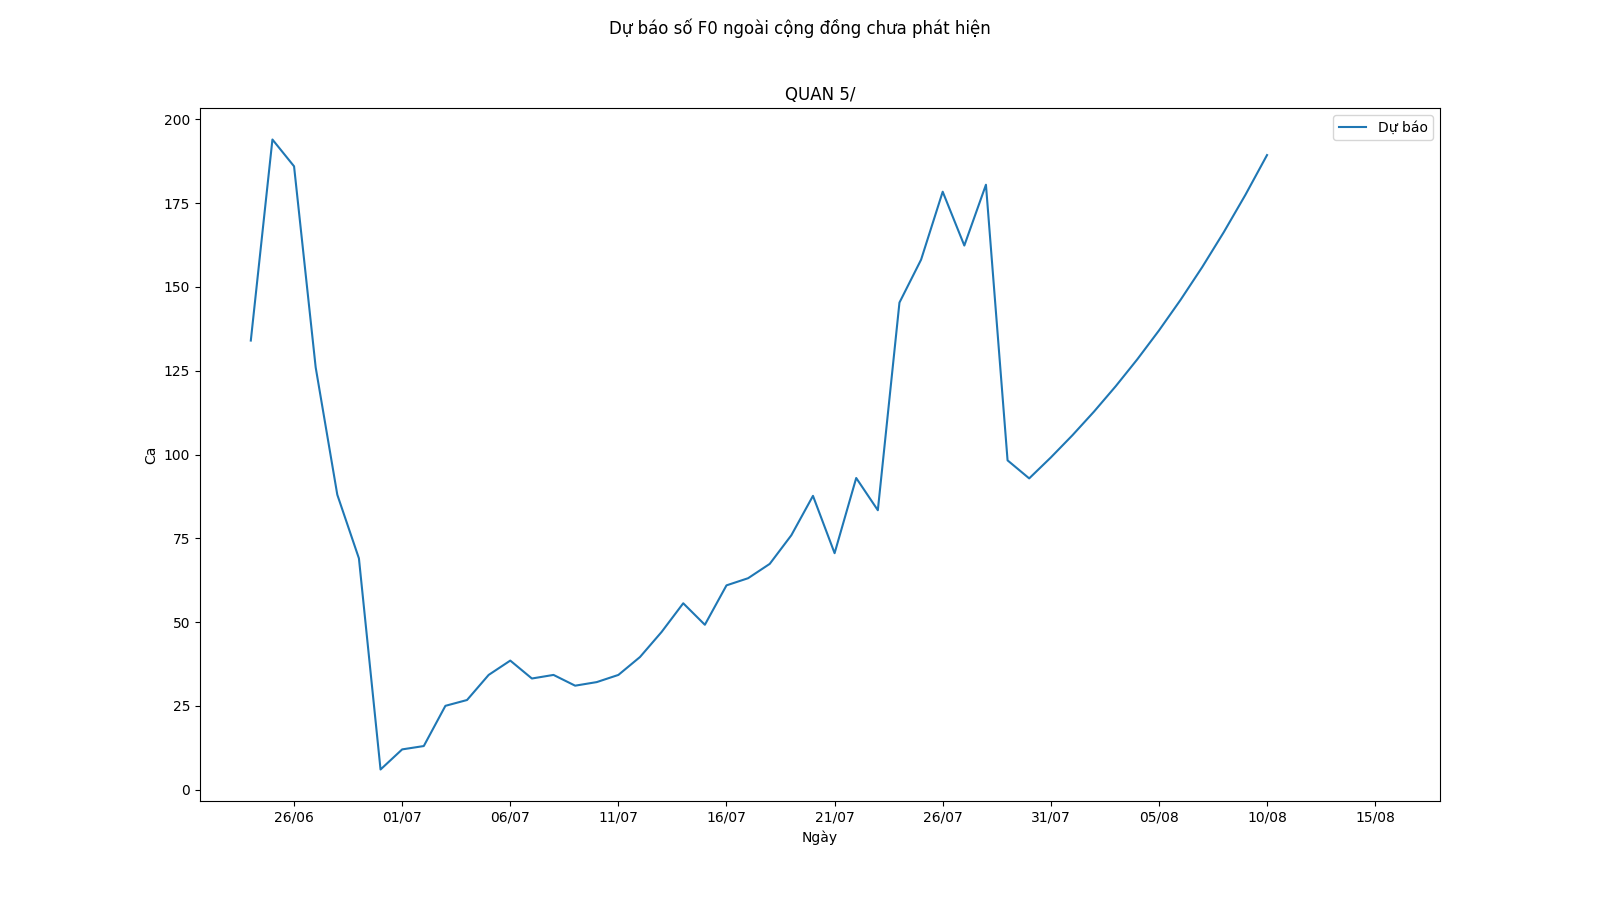 Dự báo số F0 ngoài cộng đồng chưa phát hiện
QUAN 5/
Dự báo
200
175
150
125
100
75
50
25
0
Ca
26/06 01/07 06/07 11/07 16/07 21/07 26/07 31/07 05/08 10/08 15/08
Ngày